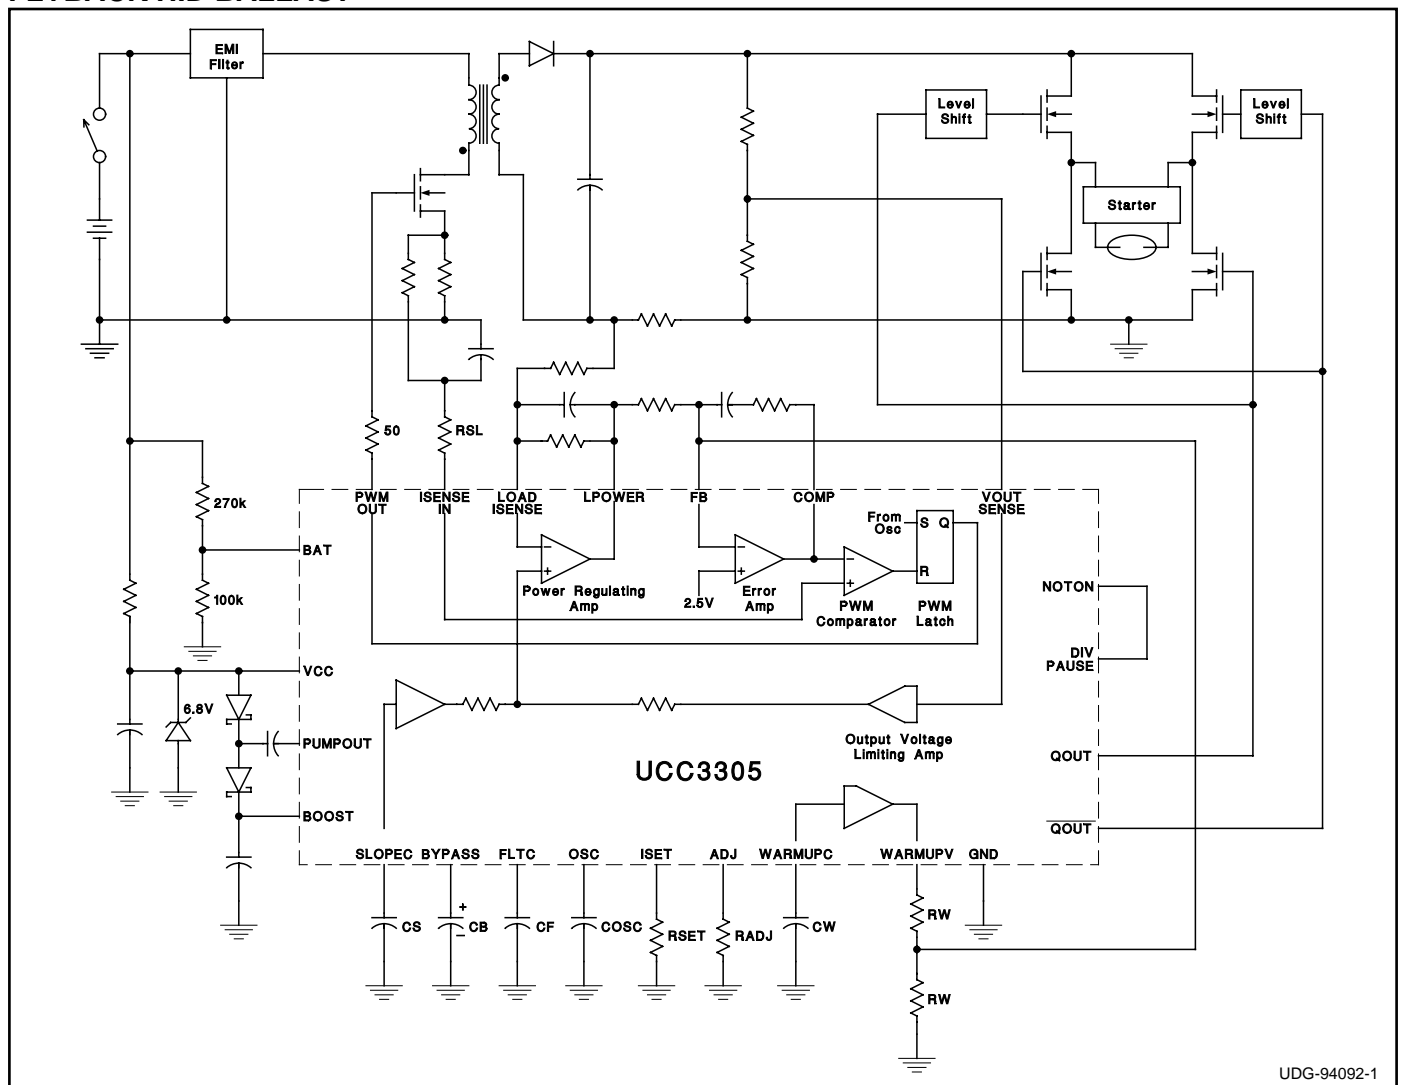 EMI
Filter
Level
Shift
Level
Shift
Starter
50
RSL
270k
100k
PWM
OUT
ISENSE
IN
LOAD
ISENSE
LPOWER
FB
COMP
VOUT
SENSE
From
Osc
S Q
R
BAT
Power Regulating
Amp
2.5V
Error
Amp
PWM
Comparator
PWM
Latch
NOTON
DIV
PAUSE
VCC
6.8V
PUMPOUT
Output Voltage
Limiting Amp
UCC3305
QOUT
BOOST
QOUT
SLOPEC
BYPASS
FLTC
OSC
ISET
ADJ
WARMUPC
WARMUPV
GND
CS
+
CB
−
CF
COSC
RSET
RADJ
CW
RW
RW
UDG-94092-1